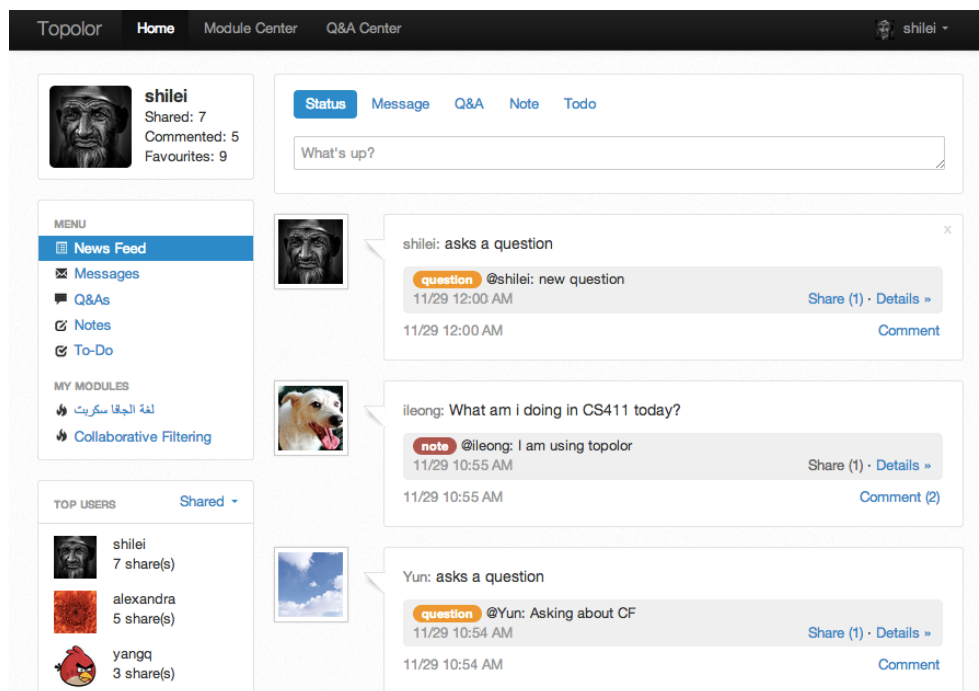 Topolor Home Module Center Q&A Center shilei
shilei
Shared: 7
Commented: 5
Favourites: 9
Status Message Q&A Note Todo
What's up?
MENU
News Feed
Messages
Q&As
Notes
To-Do
MY MODULES
لغة الجاڤا سكريت
Collaborative Filtering
TOP USERS Shared
shilei
7 share(s)
alexandra
5 share(s)
yangq
3 share(s)
x
shilei: asks a question
question @shilei: new question
11/29 12:00 AM Share (1) · Details »
11/29 12:00 AM Comment
ileong: What am i doing in CS411 today?
note @ileong: I am using topolor
11/29 10:55 AM Share (1) · Details »
11/29 10:55 AM Comment (2)
Yun: asks a question
question @Yun: Asking about CF
11/29 10:54 AM Share (1) · Details »
11/29 10:54 AM Comment